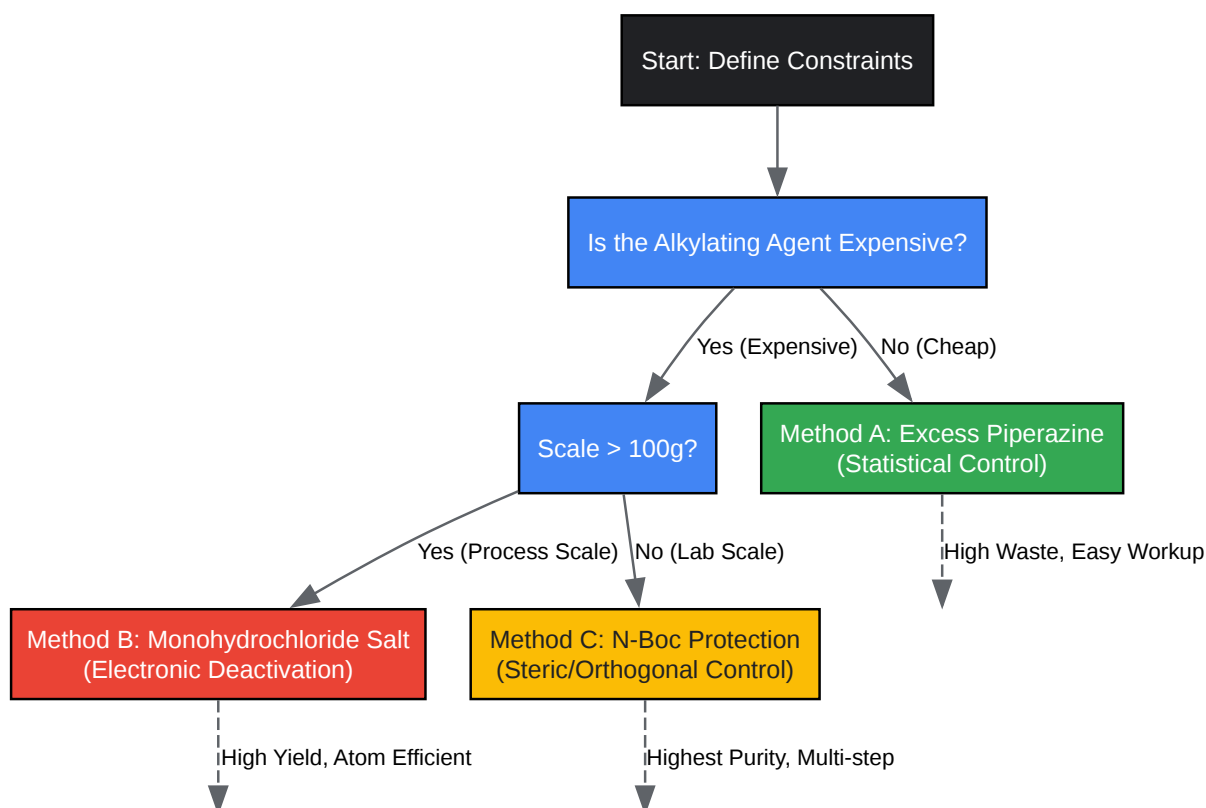 Start: Define Constraints
Is the Alkylating Agent Expensive?
Yes (Expensive)
No (Cheap)
Scale > 100g?
Method A: Excess Piperazine
(Statistical Control)
Yes (Process Scale)
No (Lab Scale)
High Waste, Easy Workup
Method B: Monohydrochloride Salt
(Electronic Deactivation)
Method C: N-Boc Protection
(Steric/Orthogonal Control)
High Yield, Atom Efficient
Highest Purity, Multi-step